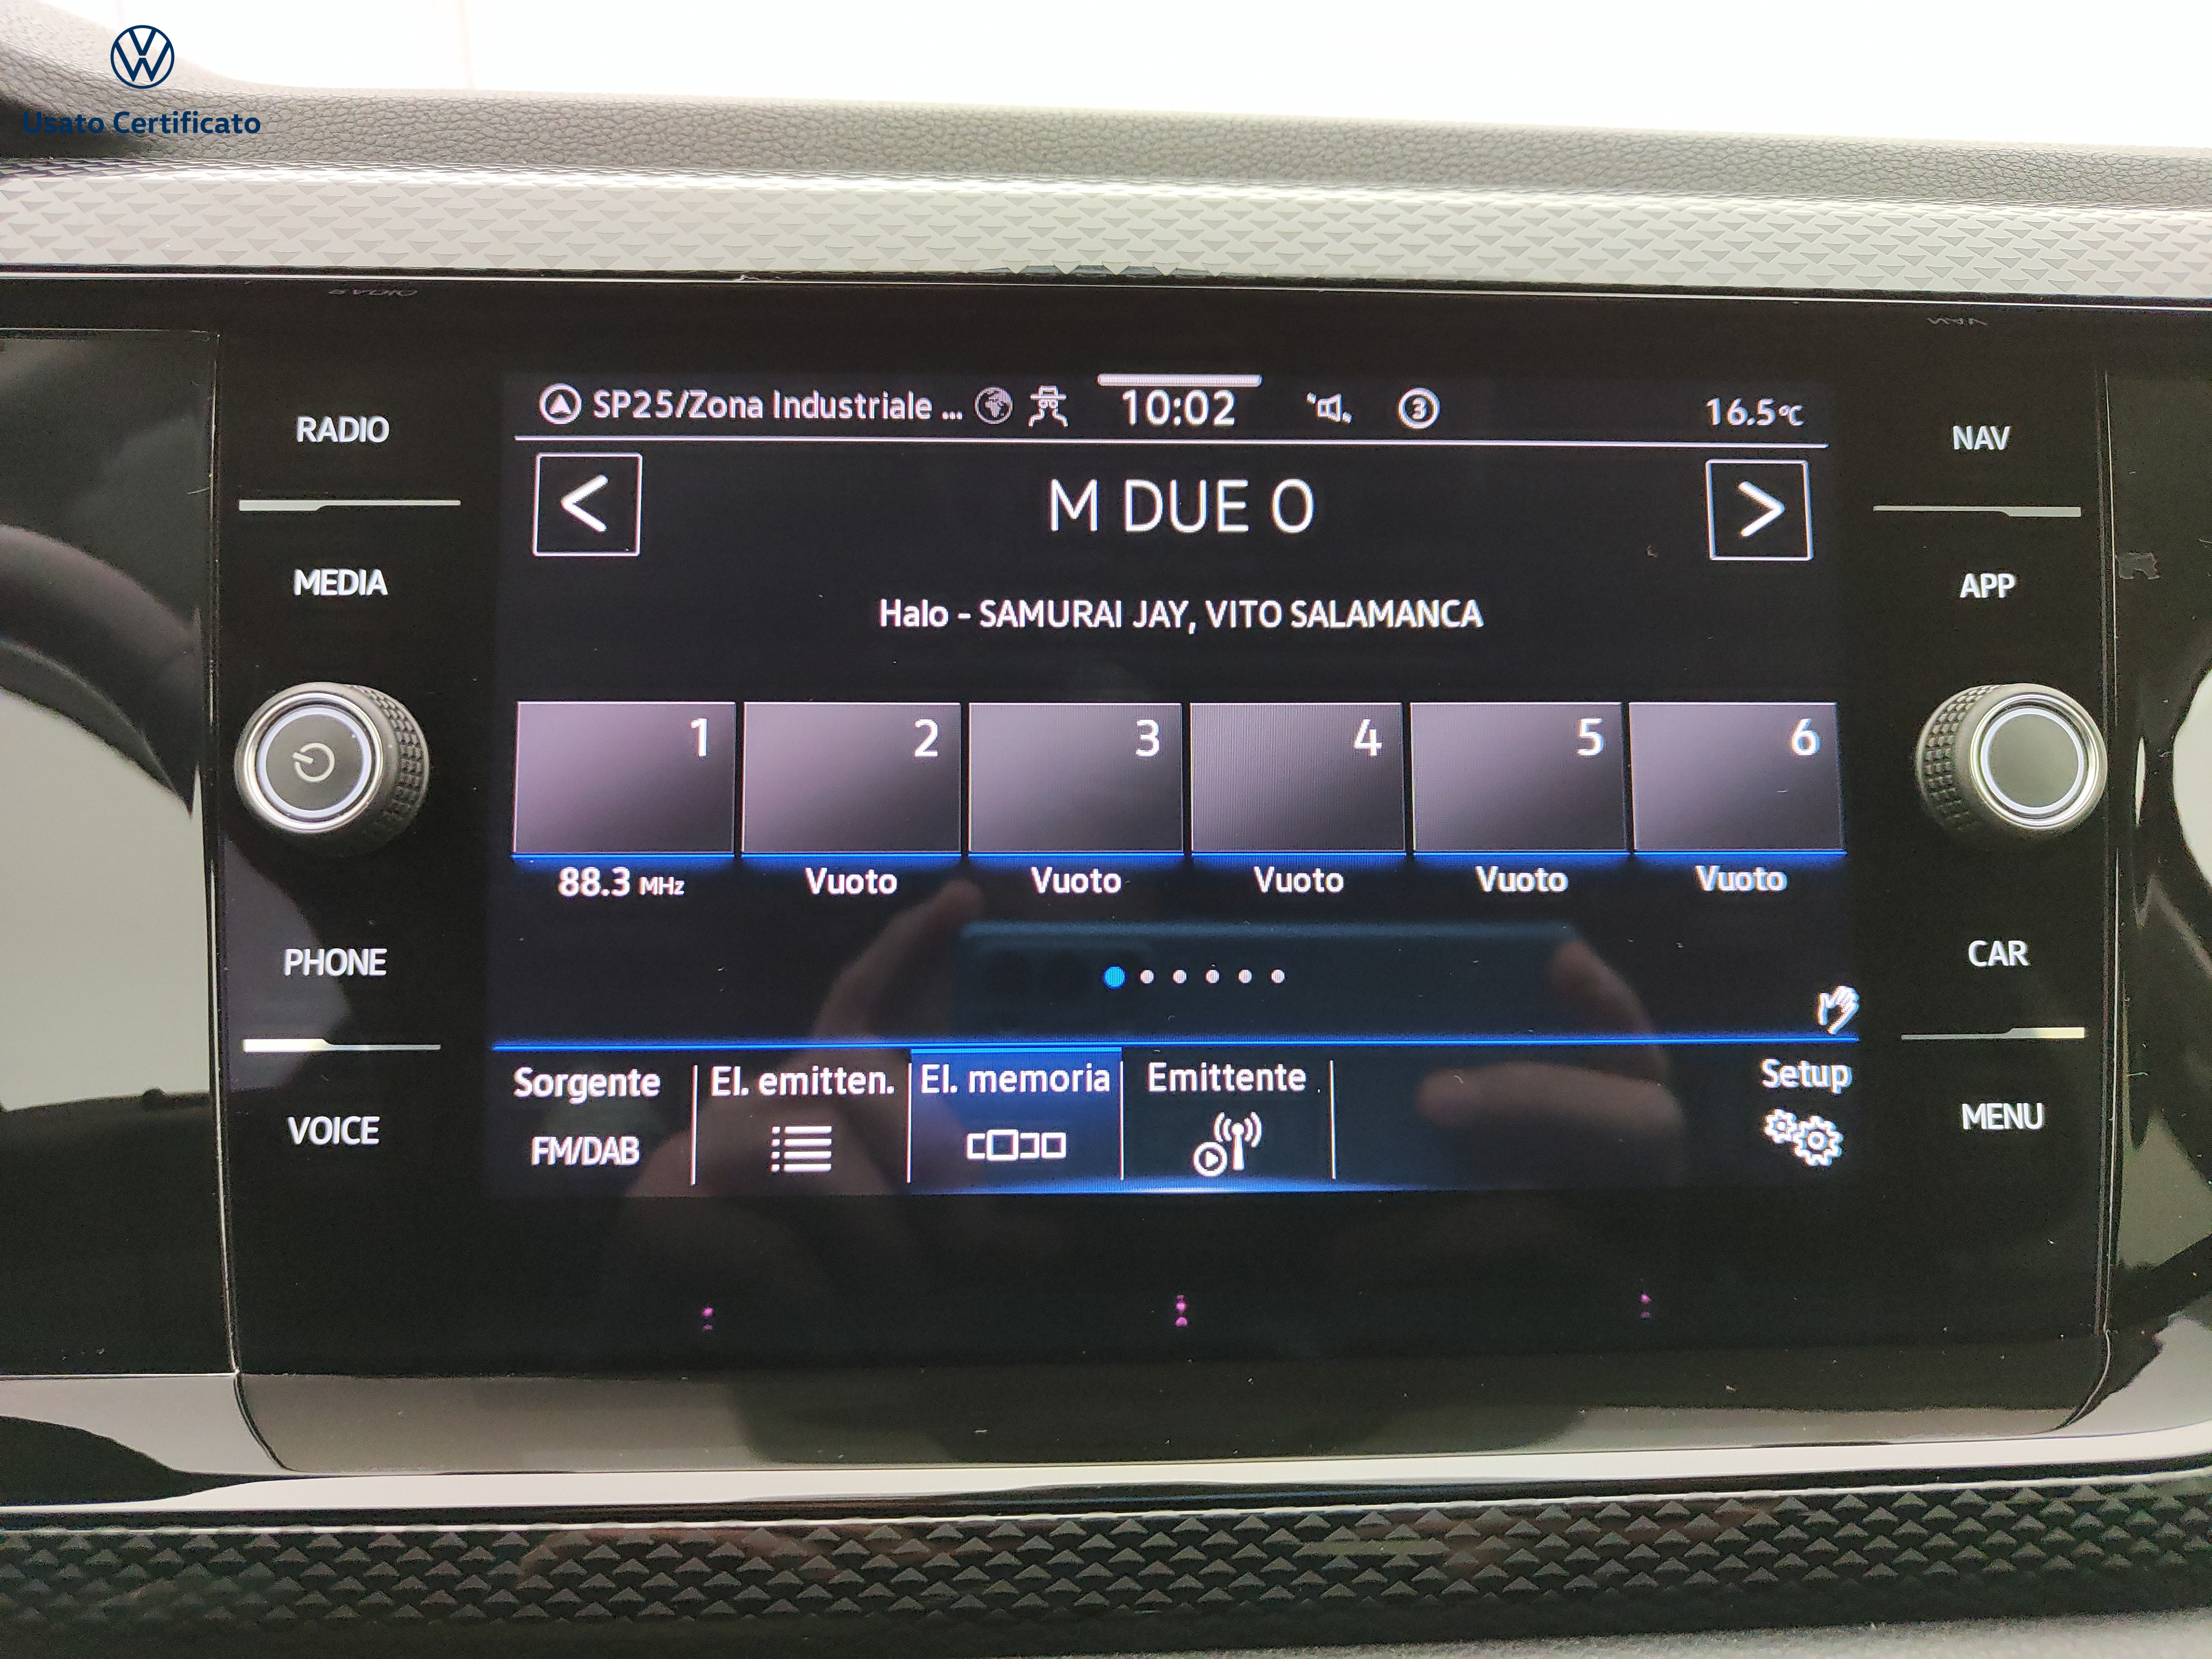 Usato Certificato
RADIO
MEDIA
PHONE
VOICE
SP25/Zona Industriale ...
10:02
3
16.5°C
<
M DUE O
>
Halo - SAMURAI JAY, VITO SALAMANCA
1
2
3
4
5
6
88.3 MHz
Vuoto
Vuoto
Vuoto
Vuoto
Vuoto
Sorgente
FM/DAB
El. emitten.
El. memoria
Emittente
Setup
NAV
APP
CAR
MENU